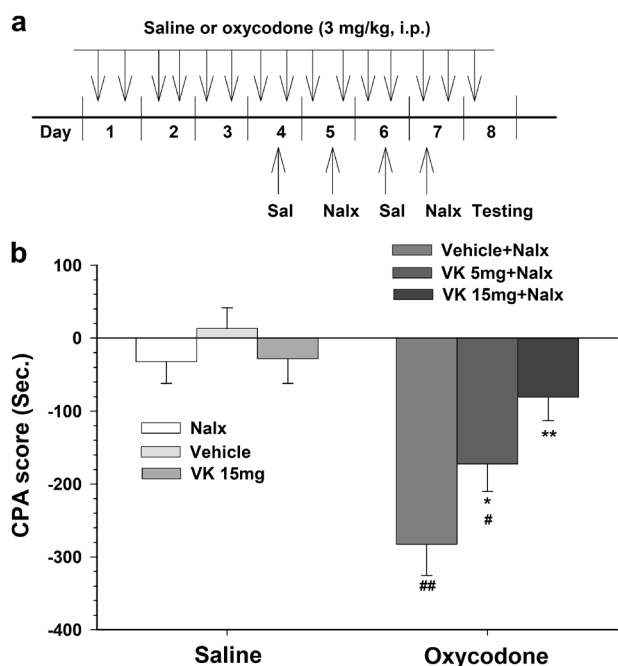 a
Saline or oxycodone (3 mg/kg, i.p.)
Day 1 2 3 4 5 6 7 8
Sal Nalx Sal Nalx Testing
b
Vehicle+Nalx
VK 5mg+Nalx
VK 15mg+Nalx
100
0
-100
-200
-300
-400
CPA score (Sec.)
Nalx
Vehicle
VK 15mg
**
*
#
##
Saline Oxycodone